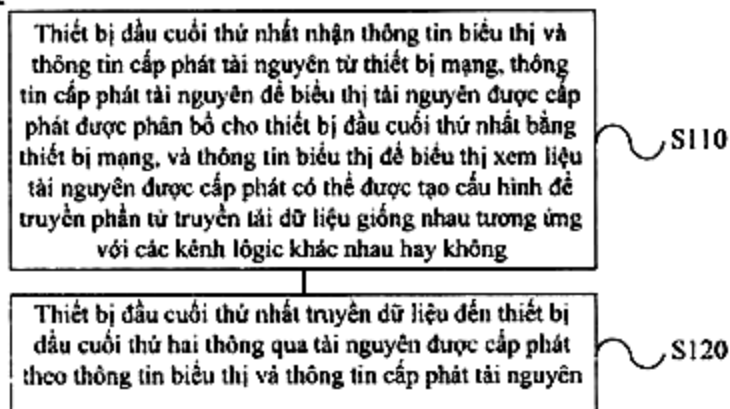 Thiết bị đầu cuối thứ nhất nhận thông tin biểu thị và
thông tin cấp phát tài nguyên từ thiết bị mạng, thông
tin cấp phát tài nguyên để biểu thị tài nguyên được cấp
phát được phân bổ cho thiết bị đầu cuối thứ nhất bằng
thiết bị mạng, và thông tin biểu thị để biểu thị xem liệu
tài nguyên được cấp phát có thể được tạo cấu hình để
truyền phần tử truyền tải dữ liệu giống nhau tương ứng
với các kênh lôgic khác nhau hay không
S110
Thiết bị đầu cuối thứ nhất truyền dữ liệu đến thiết bị
đầu cuối thứ hai thông qua tài nguyên được cấp phát
theo thông tin biểu thị và thông tin cấp phát tài nguyên
S120